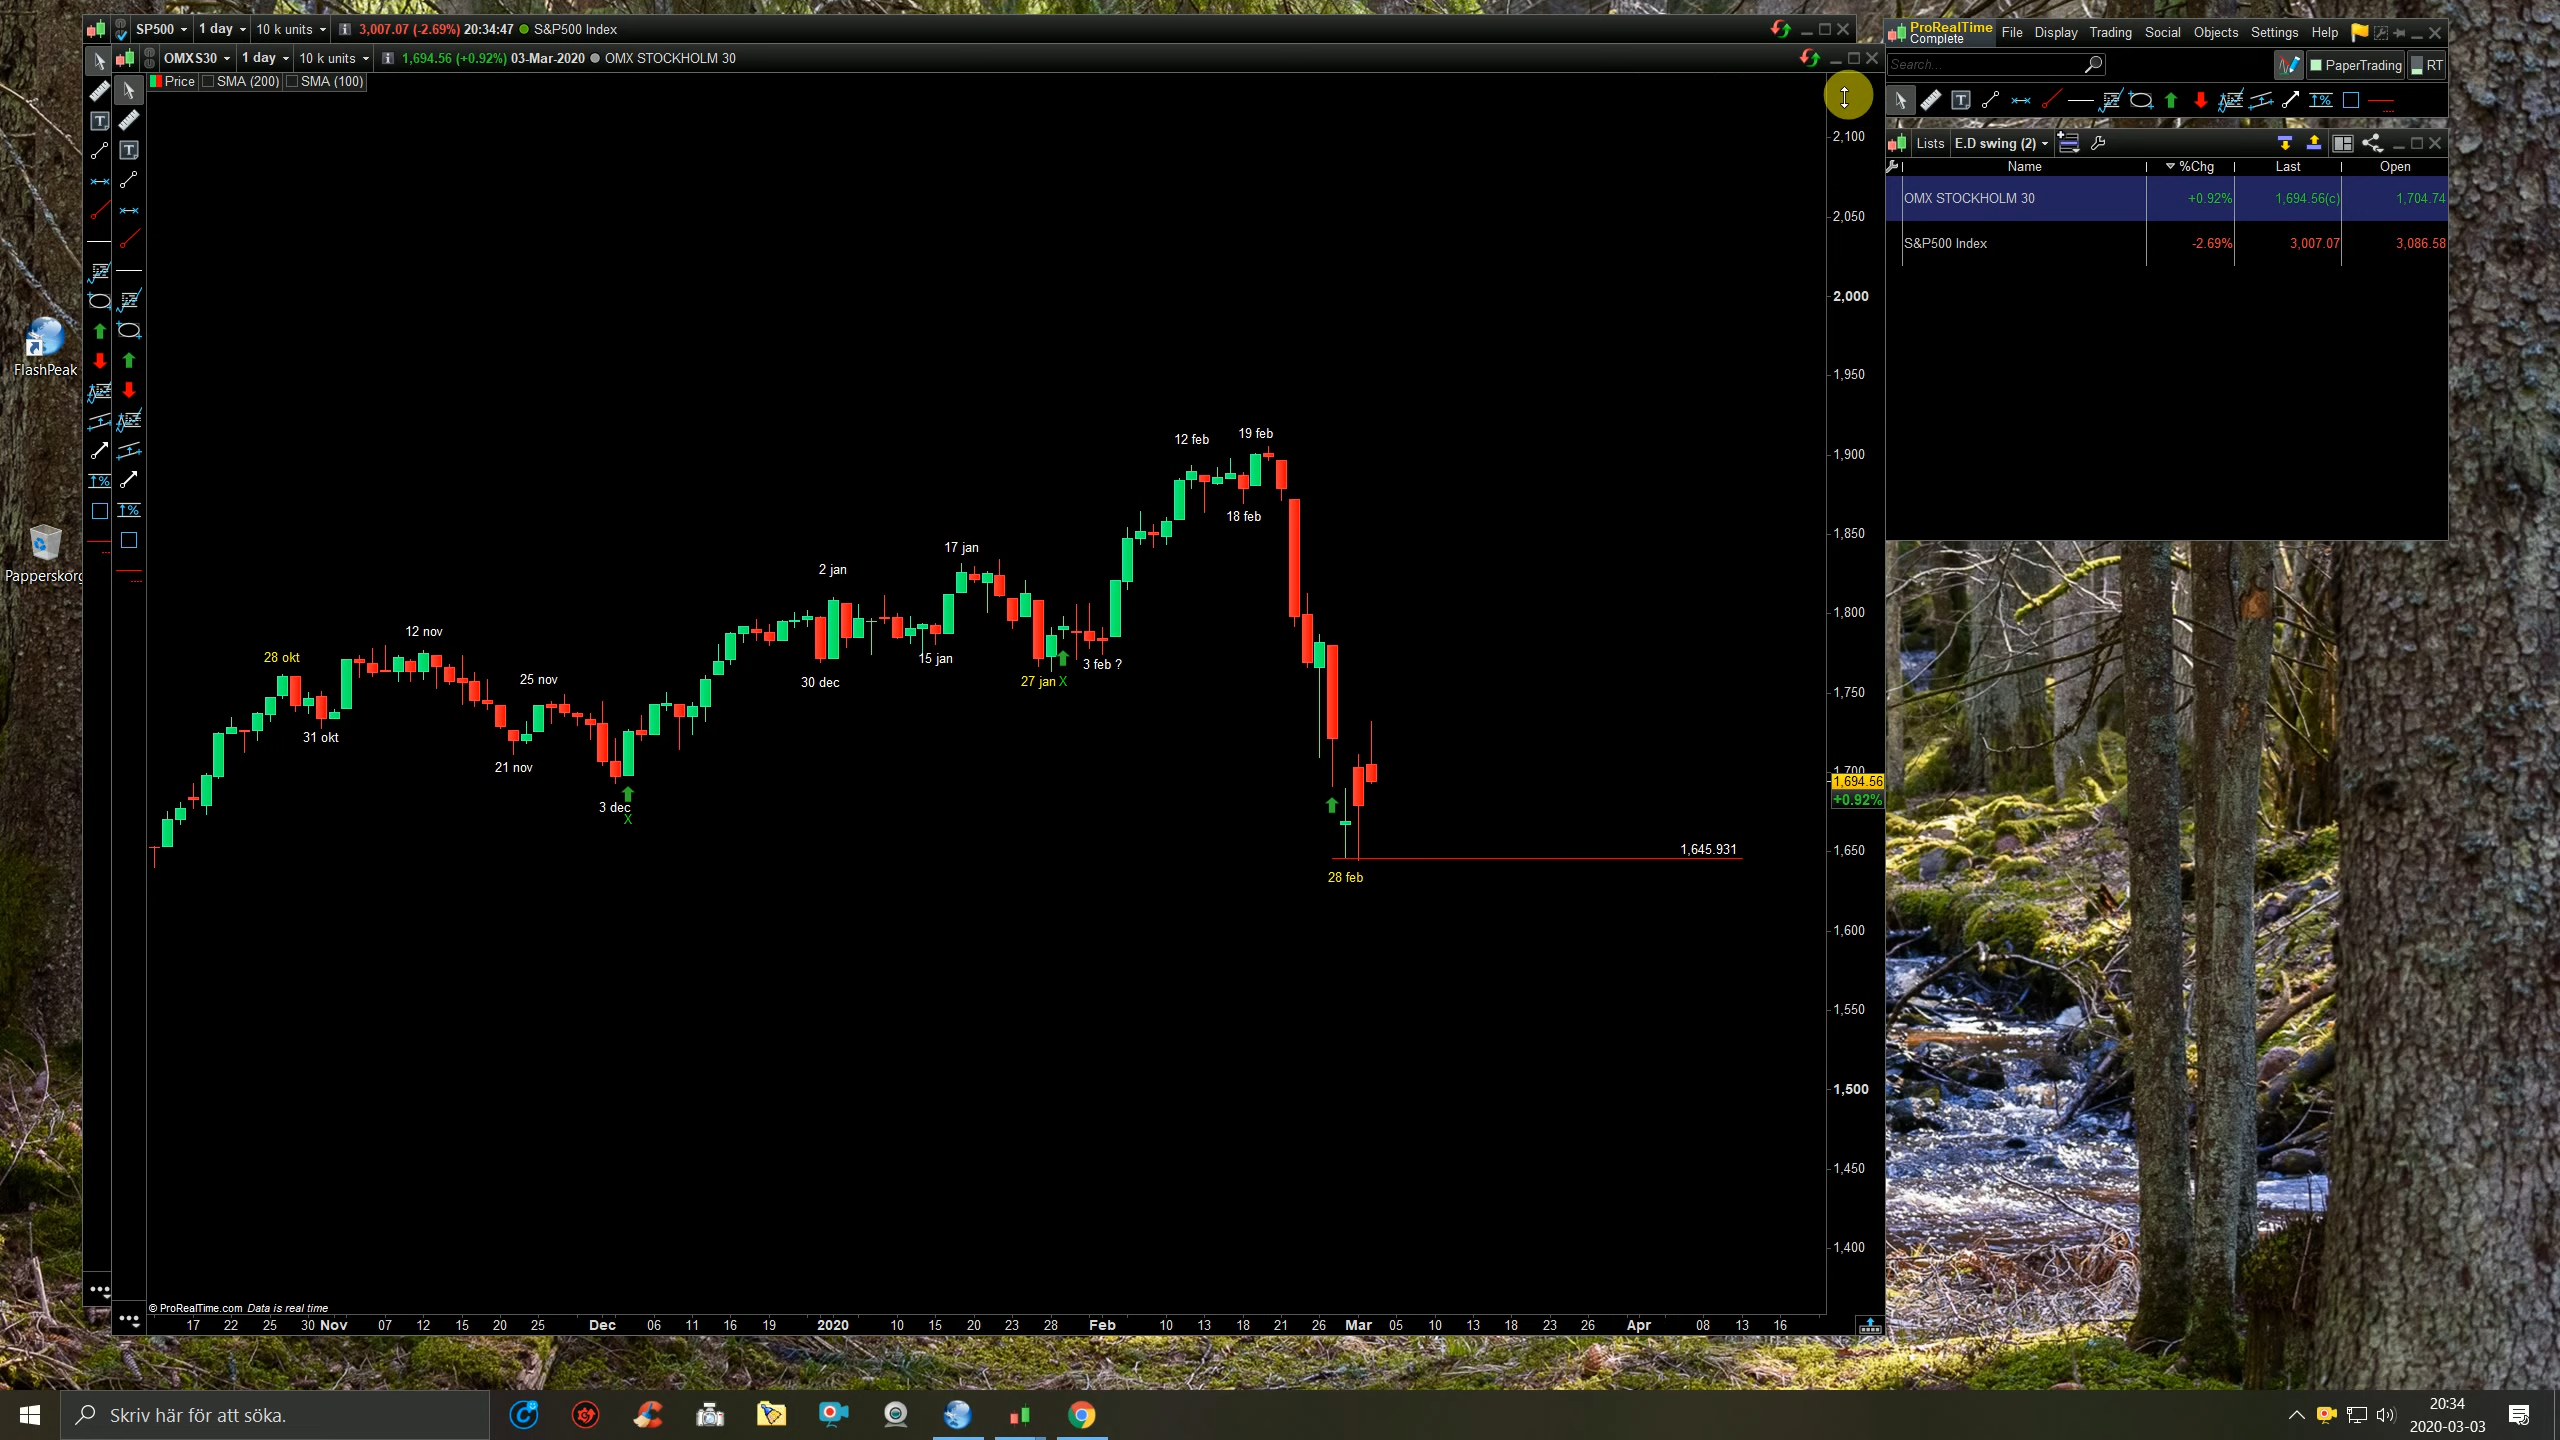 SP500 1 day 10 k units 3,007.07 (-2.69%) 20:34:47 S&P500 Index
OMXS30 1 day 10 k units 1,694.56 (+0.92%) 03-Mar-2020 OMX STOCKHOLM 30
Price SMA (200) SMA (100)
2,100
2,050
2,000
1,950
1,900
1,850
1,800
1,750
1,700
1,694.56
+0.92%
1,650
1,600
1,550
1,500
1,450
1,400
12 feb
19 feb
18 feb
17 jan
2 jan
12 nov
28 okt
15 jan
3 feb ?
25 nov
30 dec
27 jan X
31 okt
21 nov
3 dec
X
1,645.931
28 feb
© ProRealTime.com Data is real time
17 22 25 30 Nov 07 12 15 20 25 Dec 06 11 16 19 2020 10 15 20 23 28 Feb 10 13 18 21 26 Mar 05 10 13 18 23 26 Apr 08 13 16
ProRealTime
Complete
File Display Trading Social Objects Settings Help
Search...
PaperTrading RT
T
T
T
%
%
%
Lists E.D swing (2)
Name %Chg Last Open
OMX STOCKHOLM 30 +0.92% 1,694.56(c) 1,704.74
S&P500 Index -2.69% 3,007.07 3,086.58
FlashPeak
Papperskorg
Skriv här för att söka.
20:34
2020-03-03